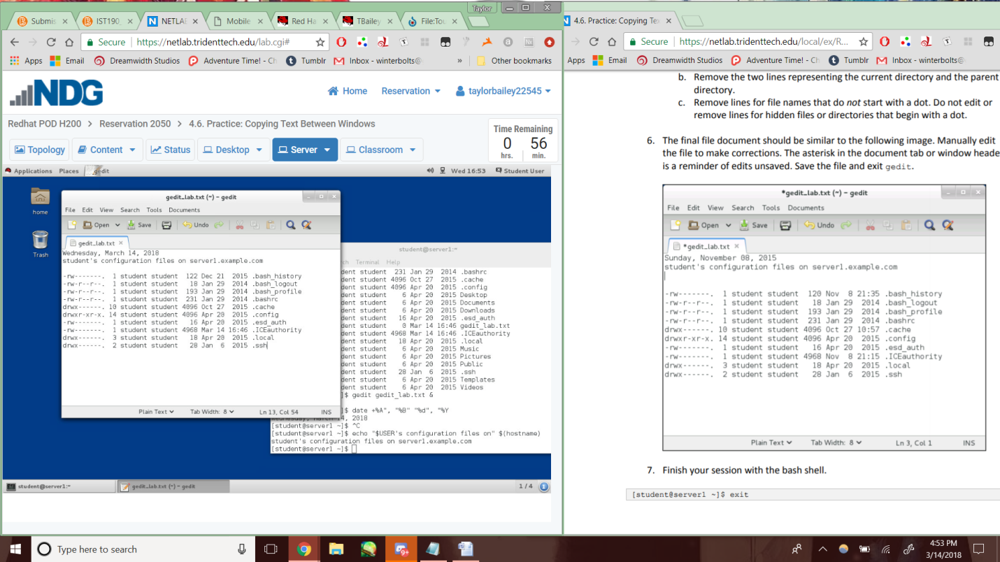 Taylor
Submis
IST190_
NETLAB
Mobile
Red Ha
TBailey
File:Tou
Secure https://netlab.tridenttech.edu/lab.cgi#
Apps Email Dreamwidth Studios Adventure Time! - Ch Tumblr Inbox - winterbolts@ » Other bookmarks
NDG
Home Reservation taylorbailey22545
Redhat POD H200 > Reservation 2050 > 4.6. Practice: Copying Text Between Windows
Time Remaining
0 56
hrs. min.
Topology Content Status Desktop Server Classroom
Applications Places gedit Wed 16:53 Student User
home
Trash
gedit_lab.txt (~) - gedit
File Edit View Search Tools Documents
Open Save Undo
gedit_lab.txt ×
Wednesday, March 14, 2018
student's configuration files on server1.example.com
-rw-------. 1 student student 122 Dec 21 2015 .bash_history
-rw-r--r--. 1 student student 18 Jan 29 2014 .bash_logout
-rw-r--r--. 1 student student 193 Jan 29 2014 .bash_profile
-rw-r--r--. 1 student student 231 Jan 29 2014 .bashrc
drwx------. 10 student student 4096 Oct 27 2015 .cache
drwxr-xr-x. 14 student student 4096 Apr 20 2015 .config
-rw-------. 1 student student 16 Apr 20 2015 .esd_auth
-rw-------. 1 student student 4968 Mar 14 16:46 .ICEauthority
drwx------. 3 student student 18 Apr 20 2015 .local
drwx------. 2 student student 28 Jan 6 2015 .ssh
Plain Text Tab Width: 8 Ln 13, Col 54 INS
student@server1:~
ch Terminal Help
dent student 231 Jan 29 2014 .bashrc
dent student 4096 Oct 27 2015 .cache
dent student 4096 Apr 20 2015 .config
dent student 6 Apr 20 2015 Desktop
dent student 6 Apr 20 2015 Documents
dent student 6 Apr 20 2015 Downloads
dent student 16 Apr 20 2015 .esd_auth
dent student 0 Mar 14 16:46 gedit_lab.txt
dent student 4968 Mar 14 16:46 .ICEauthority
dent student 18 Apr 20 2015 .local
dent student 6 Apr 20 2015 Music
dent student 6 Apr 20 2015 Pictures
dent student 6 Apr 20 2015 Public
dent student 28 Jan 6 2015 .ssh
dent student 6 Apr 20 2015 Templates
dent student 6 Apr 20 2015 Videos
]$ gedit gedit_lab.txt &
]$ date +%A", "%B" "%d", "%Y
14, 2018
[student@server1 ~]$ ^C
[student@server1 ~]$ echo "$USER's configuration files on" $(hostname)
student's configuration files on server1.example.com
[student@server1 ~]$
student@server1:~ gedit_lab.txt (~) - gedit 1 / 4
4.6. Practice: Copying Tex
Secure https://netlab.tridenttech.edu/local/ex/R...
Apps Email Dreamwidth Studios Adventure Time! - Ch Tumblr Inbox - winterbolts@
b. Remove the two lines representing the current directory and the parent
directory.
c. Remove lines for file names that do not start with a dot. Do not edit or
remove lines for hidden files or directories that begin with a dot.
6. The final file document should be similar to the following image. Manually edit
the file to make corrections. The asterisk in the document tab or window heade
is a reminder of edits unsaved. Save the file and exit gedit.
*gedit_lab.txt (~) - gedit
File Edit View Search Tools Documents
Open Save Undo
*gedit_lab.txt ×
Sunday, November 08, 2015
student's configuration files on server1.example.com
-rw-------. 1 student student 120 Nov 8 21:35 .bash_history
-rw-r--r--. 1 student student 18 Jan 29 2014 .bash_logout
-rw-r--r--. 1 student student 193 Jan 29 2014 .bash_profile
-rw-r--r--. 1 student student 231 Jan 29 2014 .bashrc
drwx------. 10 student student 4096 Oct 27 10:57 .cache
drwxr-xr-x. 14 student student 4096 Apr 20 2015 .config
-rw-------. 1 student student 16 Apr 20 2015 .esd_auth
-rw-------. 1 student student 4968 Nov 8 21:15 .ICEauthority
drwx------. 3 student student 18 Apr 20 2015 .local
drwx------. 2 student student 28 Jan 6 2015 .ssh
Plain Text Tab Width: 8 Ln 3, Col 1 INS
7. Finish your session with the bash shell.
[student@server1 ~]$ exit
Type here to search
9+
4:53 PM
3/14/2018